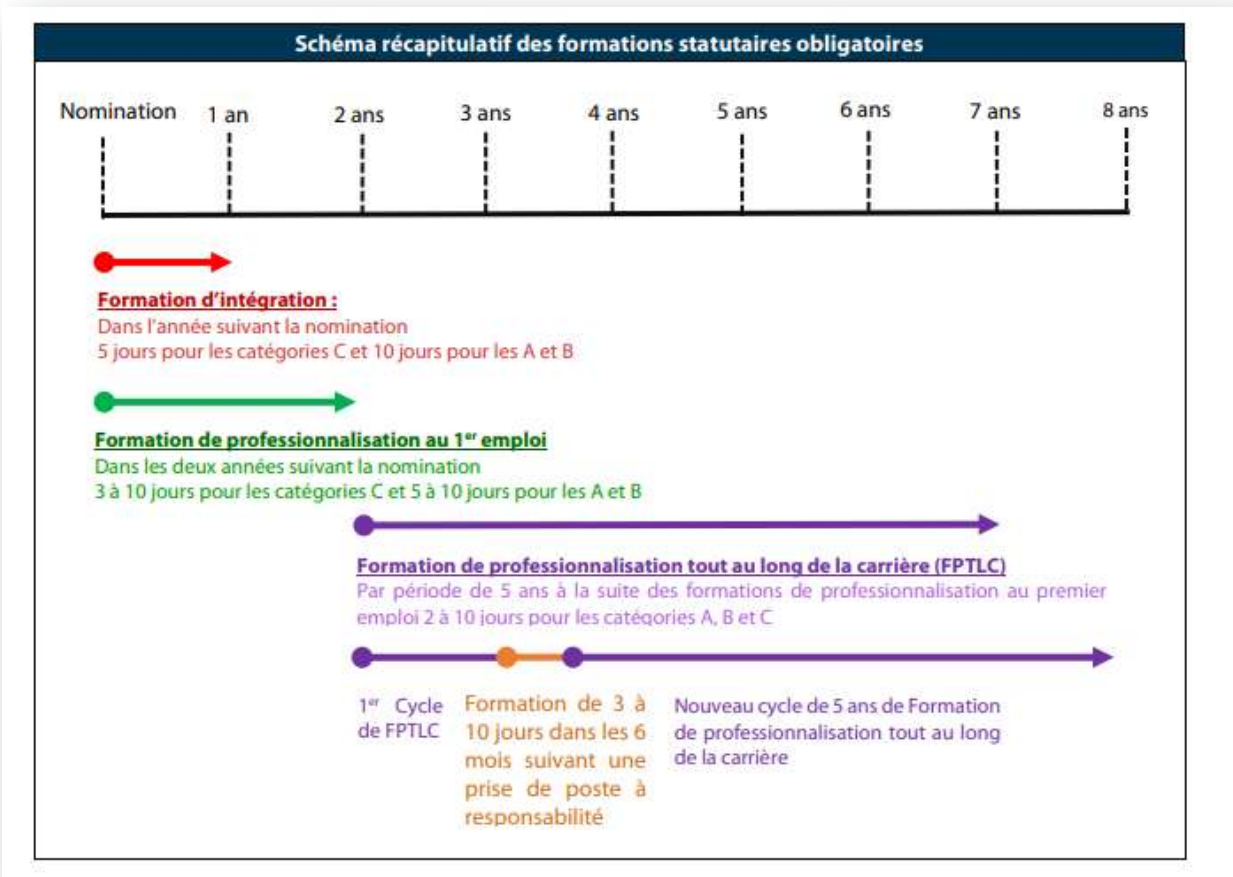 Schéma récapitulatif des formations statutaires obligatoires
Nomination 1 an 2 ans 3 ans 4 ans 5 ans 6 ans 7 ans 8 ans
Formation d'intégration :
Dans l'année suivant la nomination
5 jours pour les catégories C et 10 jours pour les A et B
Formation de professionnalisation au 1er emploi
Dans les deux années suivant la nomination
3 à 10 jours pour les catégories C et 5 à 10 jours pour les A et B
Formation de professionnalisation tout au long de la carrière (FPTLC)
Par période de 5 ans à la suite des formations de professionnalisation au premier
emploi 2 à 10 jours pour les catégories A, B et C
1er Cycle
de FPTLC
Formation de 3 à
10 jours dans les 6
mois suivant une
prise de poste à
responsabilité
Nouveau cycle de 5 ans de Formation
de professionnalisation tout au long
de la carrière